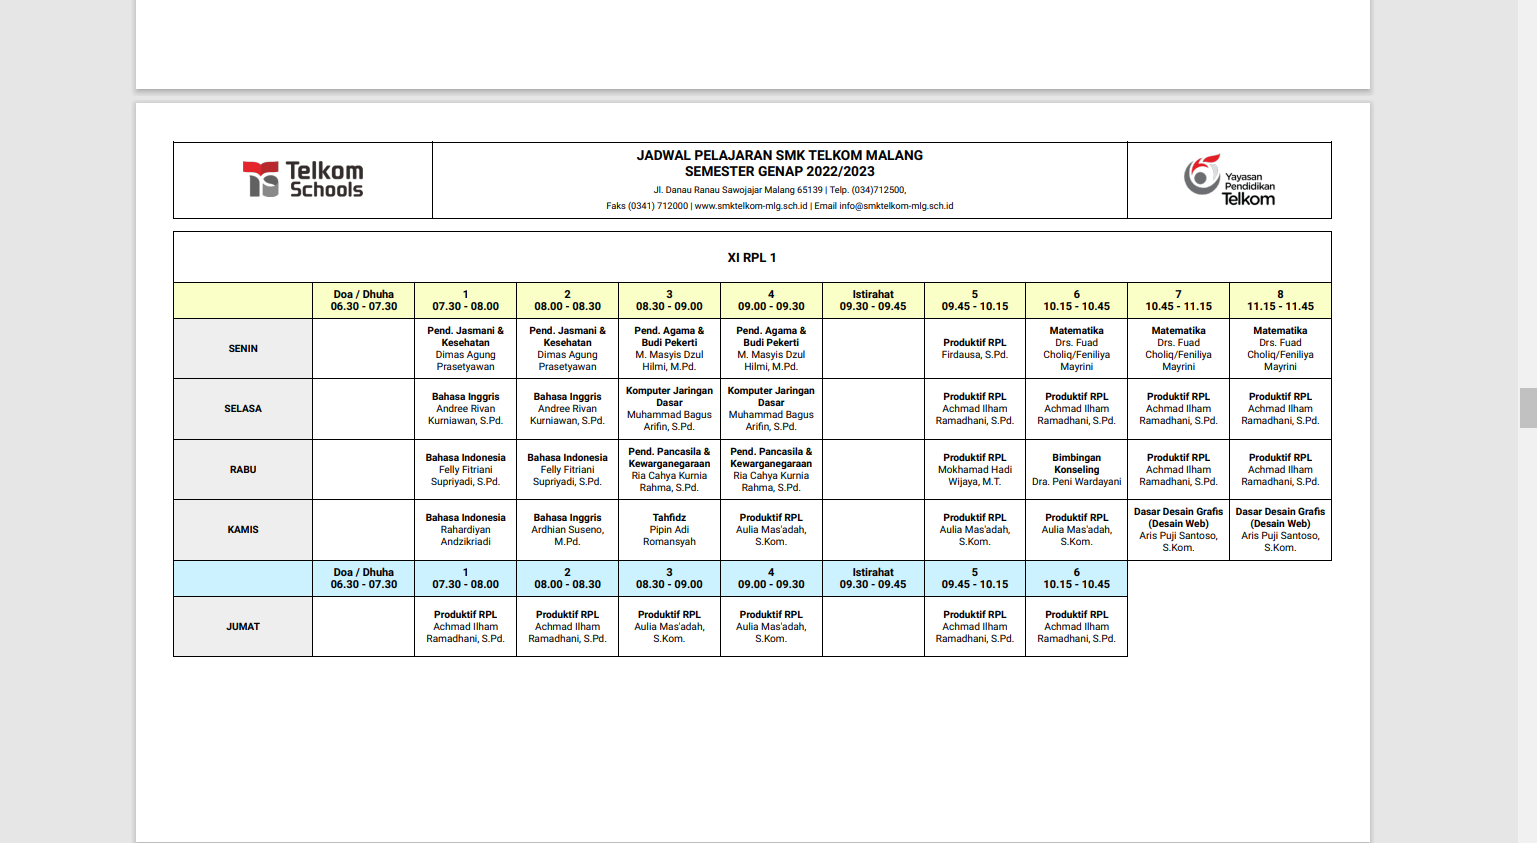 Telkom
Schools
JADWAL PELAJARAN SMK TELKOM MALANG
SEMESTER GENAP 2022/2023
Jl. Danau Ranau Sawojajar Malang 65139 | Telp. (034)712500,
Faks (0341) 712000 | www.smktelkom-mlg.sch.id | Email info@smktelkom-mlg.sch.id
Yayasan
Pendidikan
Telkom
XI RPL 1
Doa / Dhuha
06.30 - 07.30
1
07.30 - 08.00
2
08.00 - 08.30
3
08.30 - 09.00
4
09.00 - 09.30
Istirahat
09.30 - 09.45
5
09.45 - 10.15
6
10.15 - 10.45
7
10.45 - 11.15
8
11.15 - 11.45
SENIN
Pend. Jasmani &
Kesehatan
Dimas Agung
Prasetyawan
Pend. Jasmani &
Kesehatan
Dimas Agung
Prasetyawan
Pend. Agama &
Budi Pekerti
M. Masyis Dzul
Hilmi, M.Pd.
Pend. Agama &
Budi Pekerti
M. Masyis Dzul
Hilmi, M.Pd.
Produktif RPL
Firdausa, S.Pd.
Matematika
Drs. Fuad
Choliq/Feniliya
Mayrini
Matematika
Drs. Fuad
Choliq/Feniliya
Mayrini
Matematika
Drs. Fuad
Choliq/Feniliya
Mayrini
SELASA
Bahasa Inggris
Andree Rivan
Kurniawan, S.Pd.
Bahasa Inggris
Andree Rivan
Kurniawan, S.Pd.
Komputer Jaringan
Dasar
Muhammad Bagus
Arifin, S.Pd.
Komputer Jaringan
Dasar
Muhammad Bagus
Arifin, S.Pd.
Produktif RPL
Achmad Ilham
Ramadhani, S.Pd.
Produktif RPL
Achmad Ilham
Ramadhani, S.Pd.
Produktif RPL
Achmad Ilham
Ramadhani, S.Pd.
Produktif RPL
Achmad Ilham
Ramadhani, S.Pd.
RABU
Bahasa Indonesia
Felly Fitriani
Supriyadi, S.Pd.
Bahasa Indonesia
Felly Fitriani
Supriyadi, S.Pd.
Pend. Pancasila &
Kewarganegaraan
Ria Cahya Kurnia
Rahma, S.Pd.
Pend. Pancasila &
Kewarganegaraan
Ria Cahya Kurnia
Rahma, S.Pd.
Produktif RPL
Mokhamad Hadi
Wijaya, M.T.
Bimbingan
Konseling
Dra. Peni Wardayani
Produktif RPL
Achmad Ilham
Ramadhani, S.Pd.
Produktif RPL
Achmad Ilham
Ramadhani, S.Pd.
KAMIS
Bahasa Indonesia
Rahardiyan
Andzikriadi
Bahasa Inggris
Ardhian Suseno,
M.Pd.
Tahfidz
Pipin Adi
Romansyah
Produktif RPL
Aulia Mas'adah,
S.Kom.
Produktif RPL
Aulia Mas'adah,
S.Kom.
Produktif RPL
Aulia Mas'adah,
S.Kom.
Dasar Desain Grafis
(Desain Web)
Aris Puji Santoso,
S.Kom.
Dasar Desain Grafis
(Desain Web)
Aris Puji Santoso,
S.Kom.
Doa / Dhuha
06.30 - 07.30
1
07.30 - 08.00
2
08.00 - 08.30
3
08.30 - 09.00
4
09.00 - 09.30
Istirahat
09.30 - 09.45
5
09.45 - 10.15
6
10.15 - 10.45
JUMAT
Produktif RPL
Achmad Ilham
Ramadhani, S.Pd.
Produktif RPL
Achmad Ilham
Ramadhani, S.Pd.
Produktif RPL
Aulia Mas'adah,
S.Kom.
Produktif RPL
Aulia Mas'adah,
S.Kom.
Produktif RPL
Achmad Ilham
Ramadhani, S.Pd.
Produktif RPL
Achmad Ilham
Ramadhani, S.Pd.